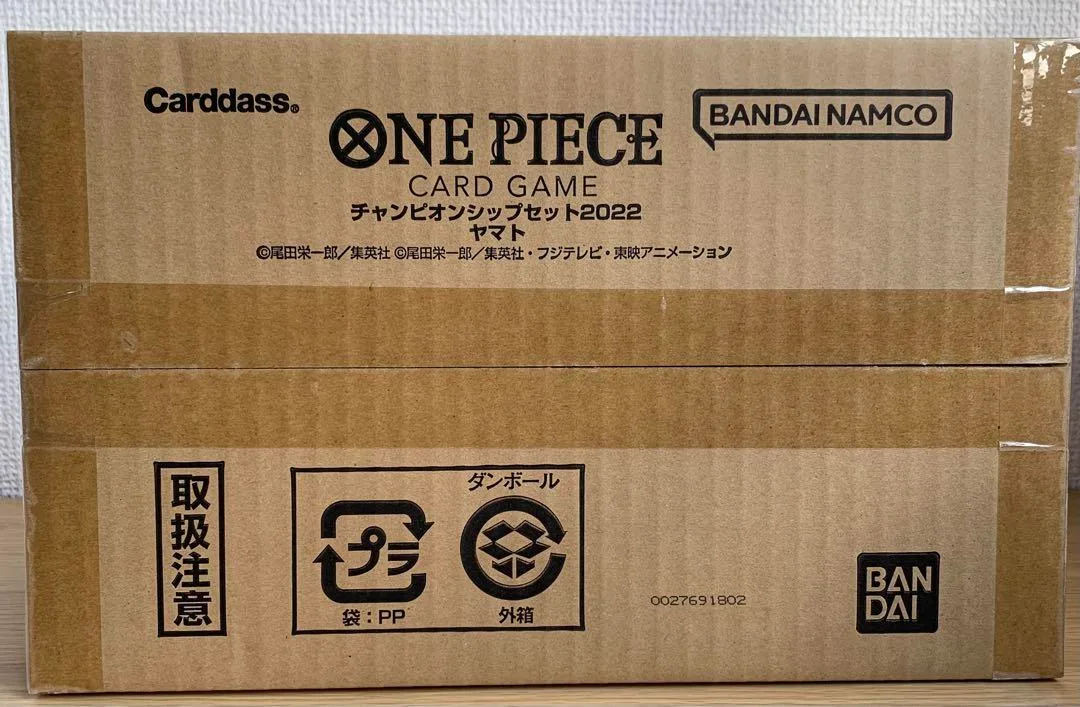 Carddass®
ONE PIECE
CARD GAME
BANDAI NAMCO
チャンピオンシップセット2022
ヤマト
©尾田栄一郎／集英社 ©尾田栄一郎／集英社・フジテレビ・東映アニメーション
取扱注意
プラ
袋：PP
ダンボール
外箱
0027691802
BAN
DAI